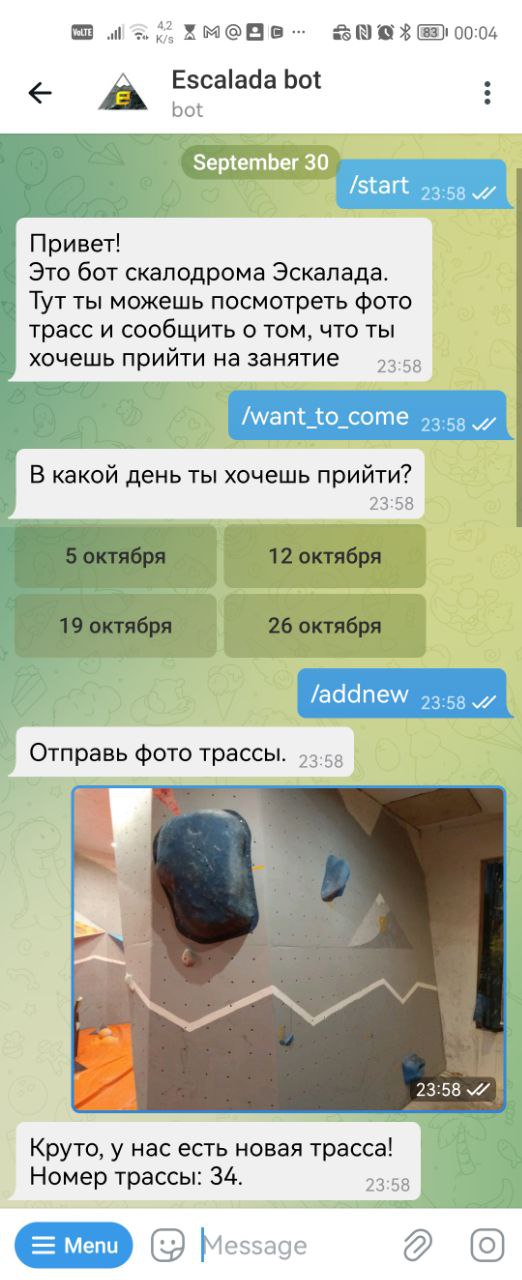 VoLTE 4,2 K/s 83 00:04
Escalada bot
bot
September 30
/start 23:58
Привет!
Это бот скалодрома Эскалада.
Тут ты можешь посмотреть фото
трасс и сообщить о том, что ты
хочешь прийти на занятие 23:58
/want_to_come 23:58
В какой день ты хочешь прийти?
23:58
5 октября 12 октября
19 октября 26 октября
/addnew 23:58
Отправь фото трассы. 23:58
23:58
Круто, у нас есть новая трасса!
Номер трассы: 34. 23:58
Menu Message